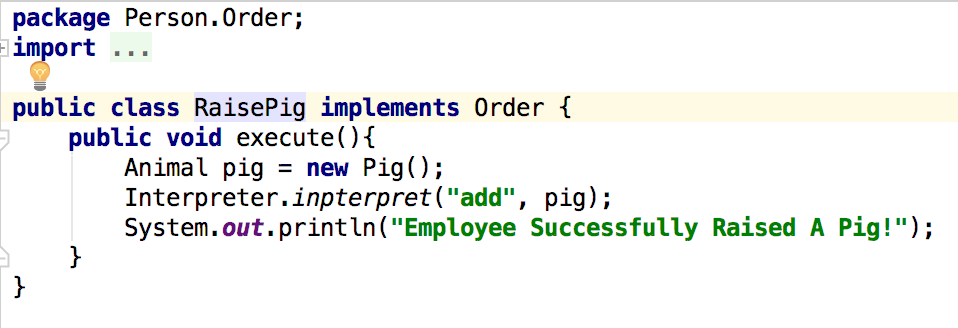 package Person.Order;
import ...
public class RaisePig implements Order {
    public void execute(){
        Animal pig = new Pig();
        Interpreter.inpterpret("add", pig);
        System.out.println("Employee Successfully Raised A Pig!");
    }
}